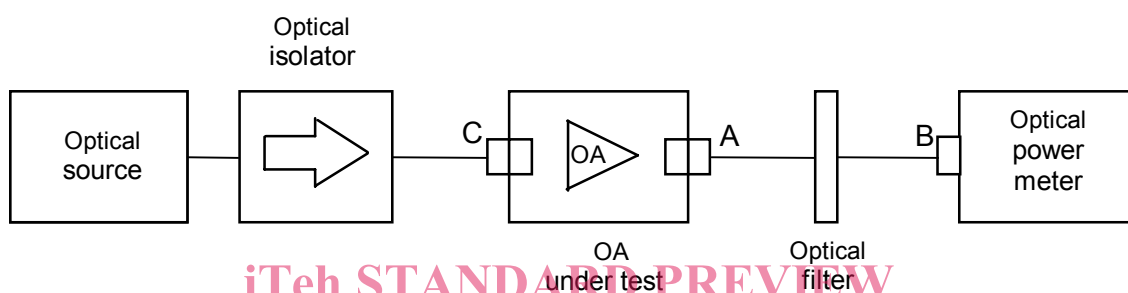 Optical
isolator
Optical
source
C
OA
A
B
Optical
power
meter
OA
under test
Optical
filter
iTeh STANDARD PREVIEW